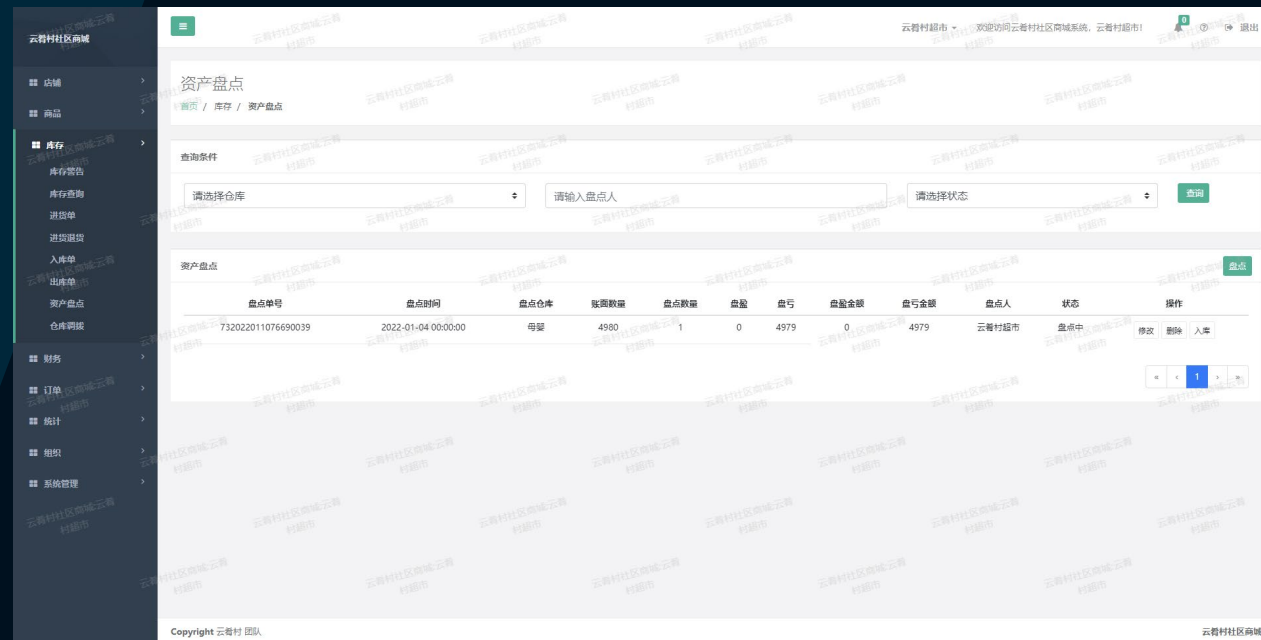 云肴村社区商城
云肴村超市
欢迎访问云肴村社区商城系统，云肴村超市!
0
退出
店铺
商品
库存
库存警告
库存查询
进货单
进货退货
入库单
出库单
资产盘点
仓库调拨
财务
订单
统计
组织
系统管理
资产盘点
首页 / 库存 / 资产盘点
查询条件
请选择仓库
请输入盘点人
请选择状态
查询
资产盘点
盘点
盘点单号 盘点时间 盘点仓库 账面数量 盘点数量 盘盈 盘亏 盘盈金额 盘亏金额 盘点人 状态 操作
732022011076690039 2022-01-04 00:00:00 母婴 4980 1 0 4979 0 4979 云肴村超市 盘点中 修改 删除 入库
« ‹ 1 › »
Copyright 云肴村 团队
云肴村社区商城